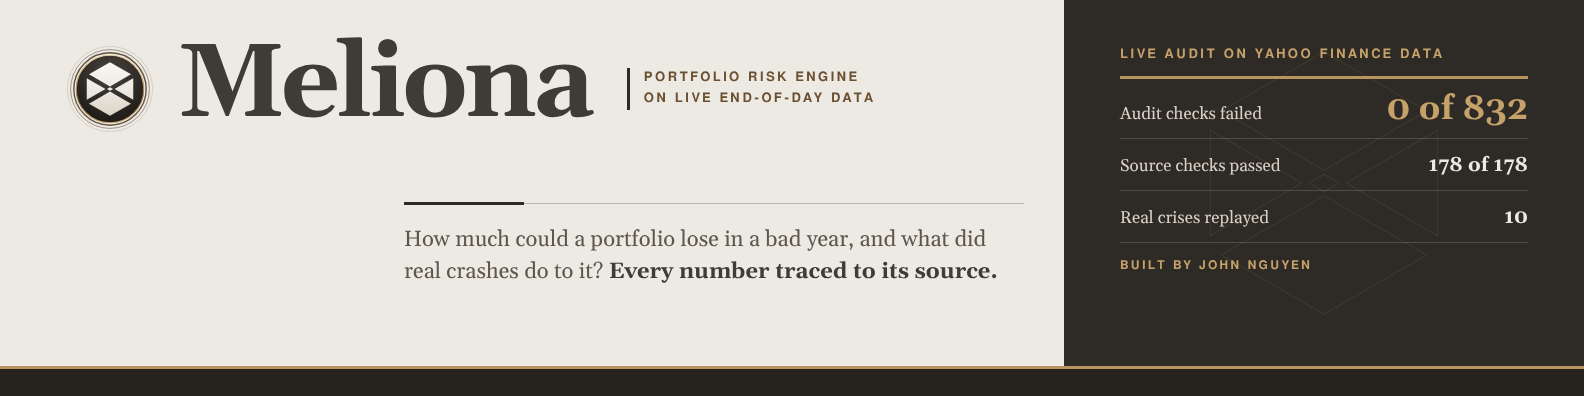 Meliona
PORTFOLIO RISK ENGINE
ON LIVE END-OF-DAY DATA
How much could a portfolio lose in a bad year, and what did
real crashes do to it? Every number traced to its source.
LIVE AUDIT ON YAHOO FINANCE DATA
Audit checks failed 0 of 832
Source checks passed 178 of 178
Real crises replayed 10
BUILT BY JOHN NGUYEN